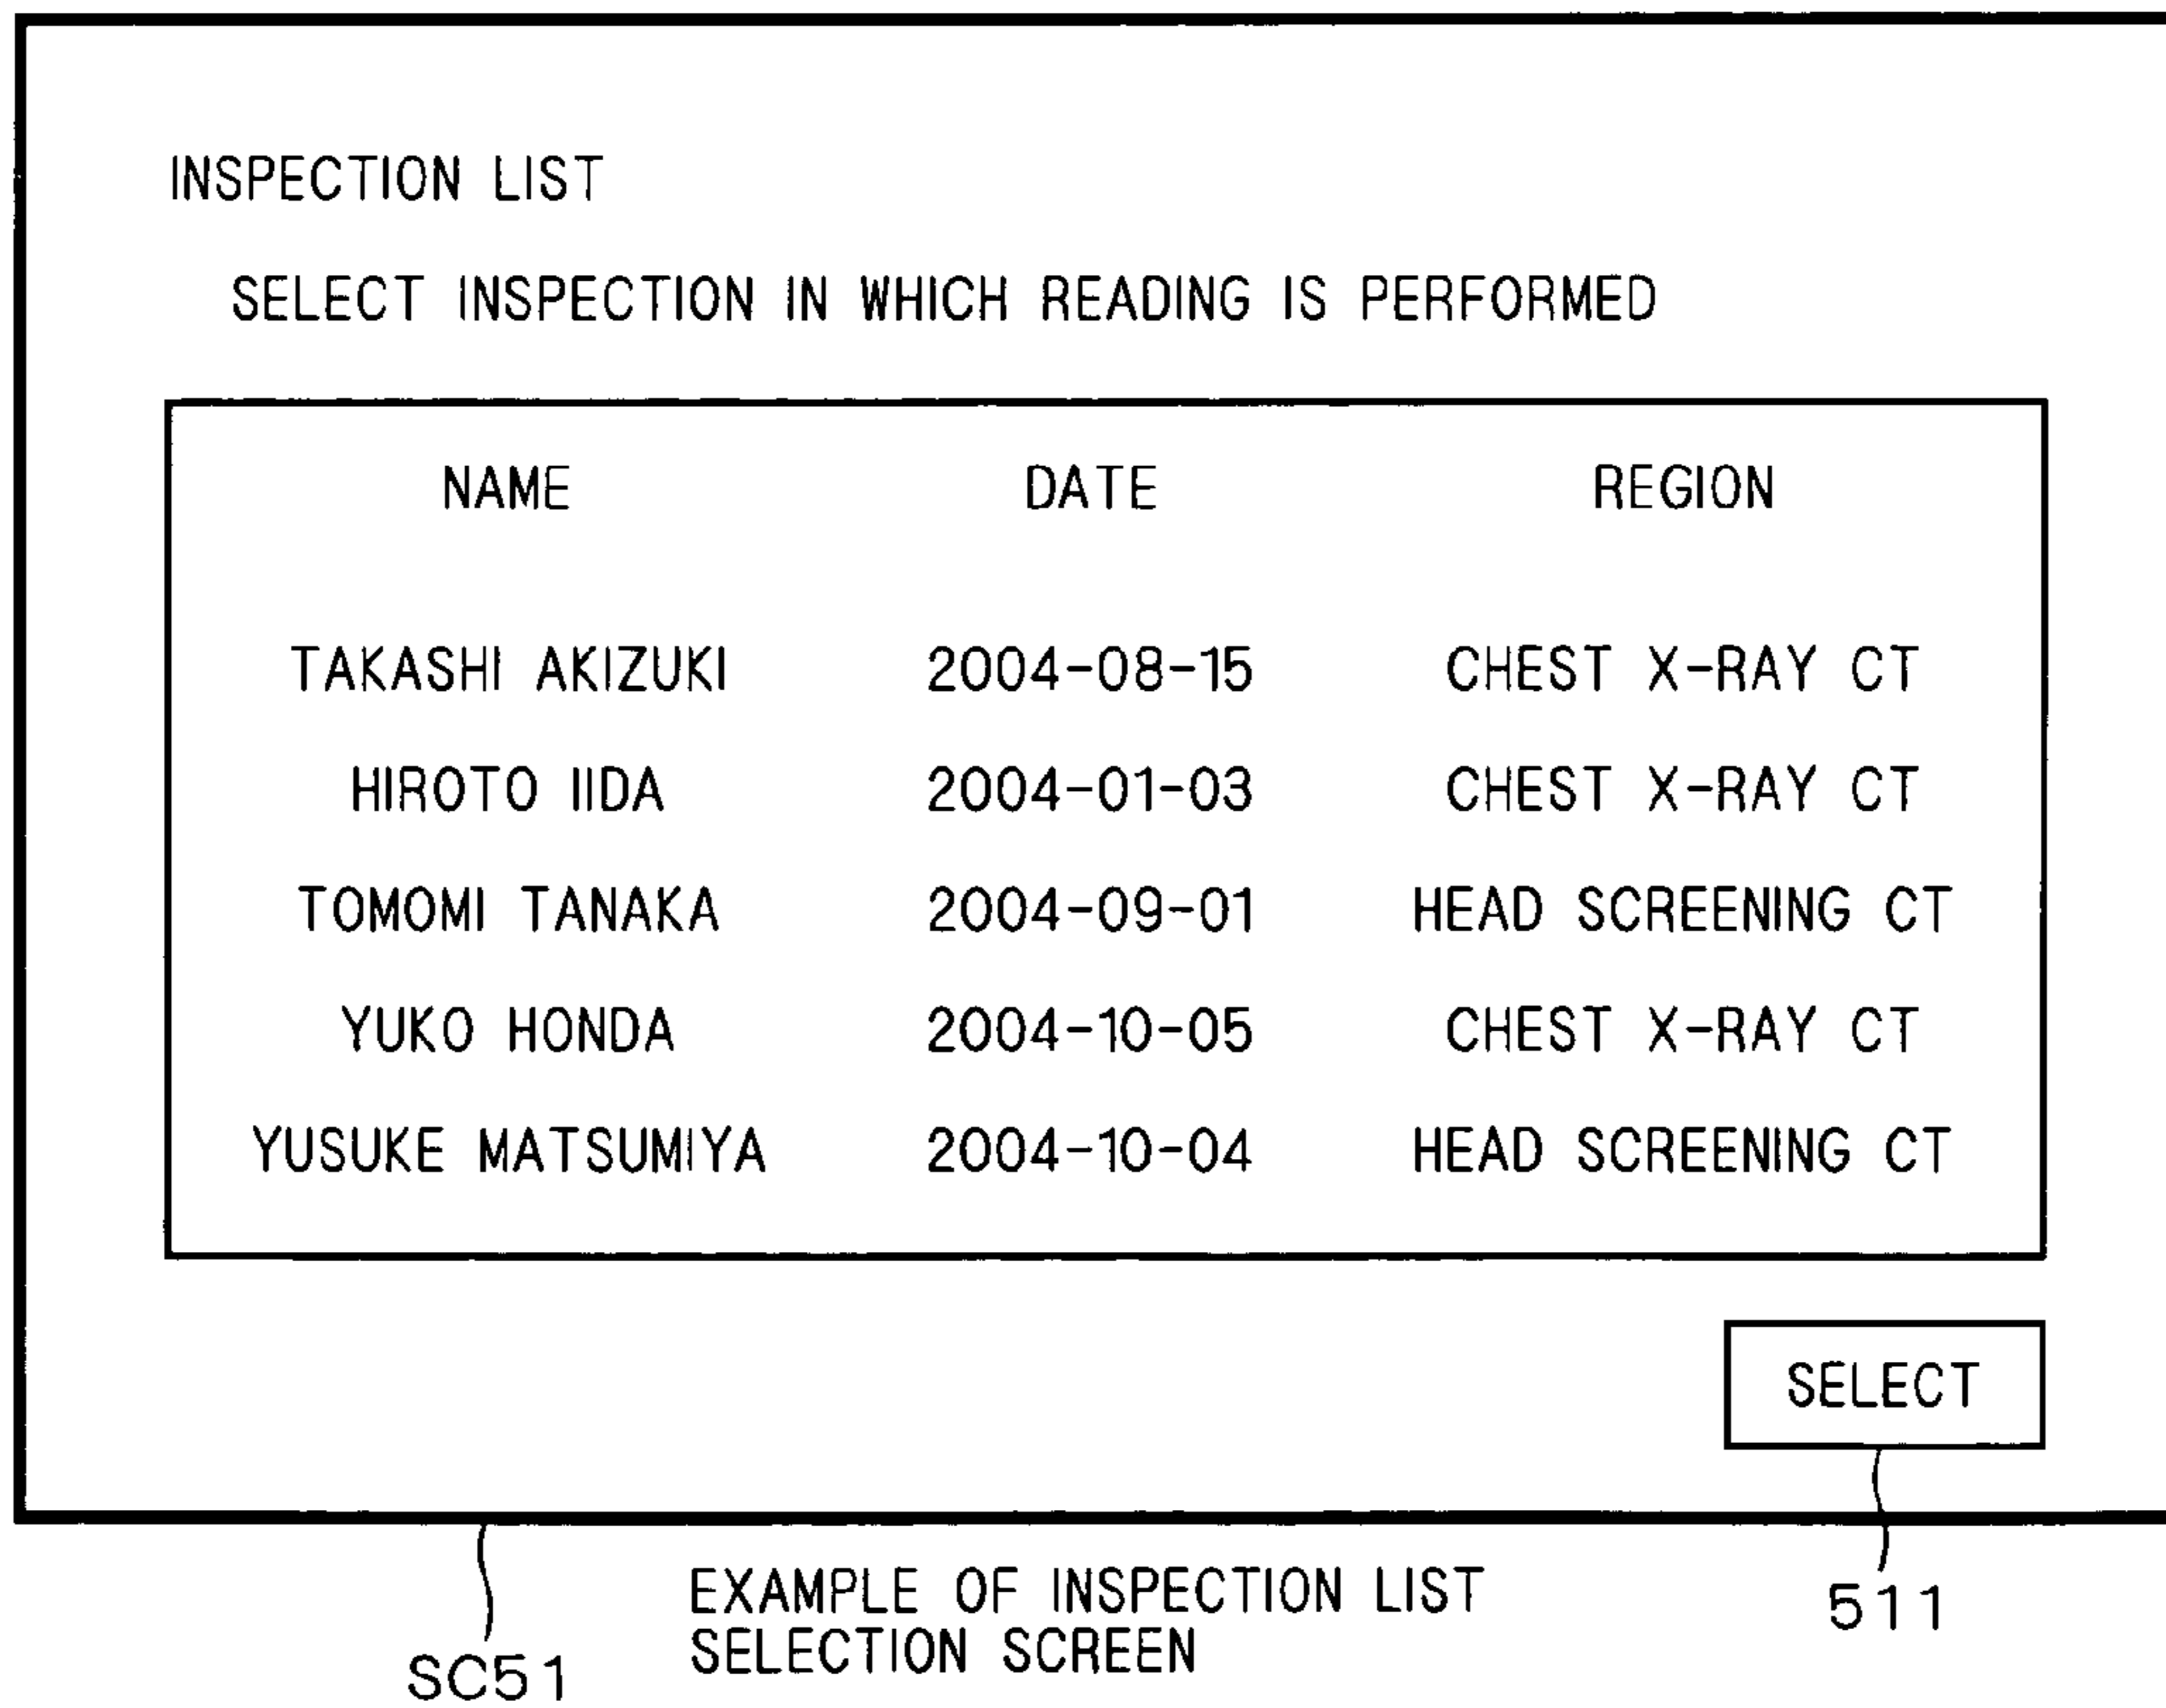 INSPECTION LIST
SELECT INSPECTION IN WHICH READING IS PERFORMED
NAME DATE REGION
TAKASHI AKIZUKI 2004-08-15 CHEST X-RAY CT
HIROTO IIDA 2004-01-03 CHEST X-RAY CT
TOMOMI TANAKA 2004-09-01 HEAD SCREENING CT
YUKO HONDA 2004-10-05 CHEST X-RAY CT
YUSUKE MATSUMIYA 2004-10-04 HEAD SCREENING CT
SELECT
511
EXAMPLE OF INSPECTION LIST
SELECTION SCREEN
SC51